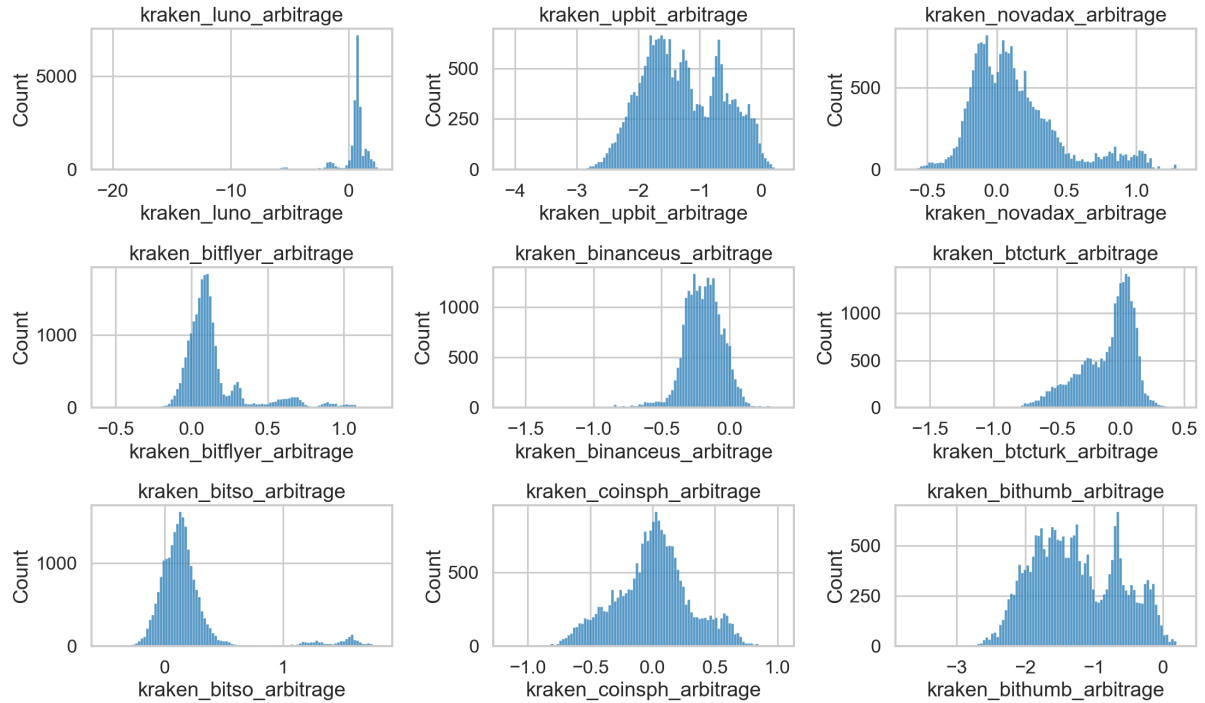 kraken_luno_arbitrage
kraken_upbit_arbitrage
kraken_novadax_arbitrage
Count
5000
0
−20
−10
0
kraken_luno_arbitrage
Count
500
250
0
−4
−3
−2
−1
0
kraken_upbit_arbitrage
Count
500
0
−0.5
0.0
0.5
1.0
kraken_novadax_arbitrage
kraken_bitflyer_arbitrage
kraken_binanceus_arbitrage
kraken_btcturk_arbitrage
Count
1000
0
−0.5
0.0
0.5
1.0
kraken_bitflyer_arbitrage
Count
1000
500
0
−1.5
−1.0
−0.5
0.0
kraken_binanceus_arbitrage
Count
1000
500
0
−1.5
−1.0
−0.5
0.0
0.5
kraken_btcturk_arbitrage
kraken_bitso_arbitrage
kraken_coinsph_arbitrage
kraken_bithumb_arbitrage
Count
1000
0
0
1
kraken_bitso_arbitrage
Count
500
0
−1.0
−0.5
0.0
0.5
1.0
kraken_coinsph_arbitrage
Count
500
250
0
−3
−2
−1
0
kraken_bithumb_arbitrage